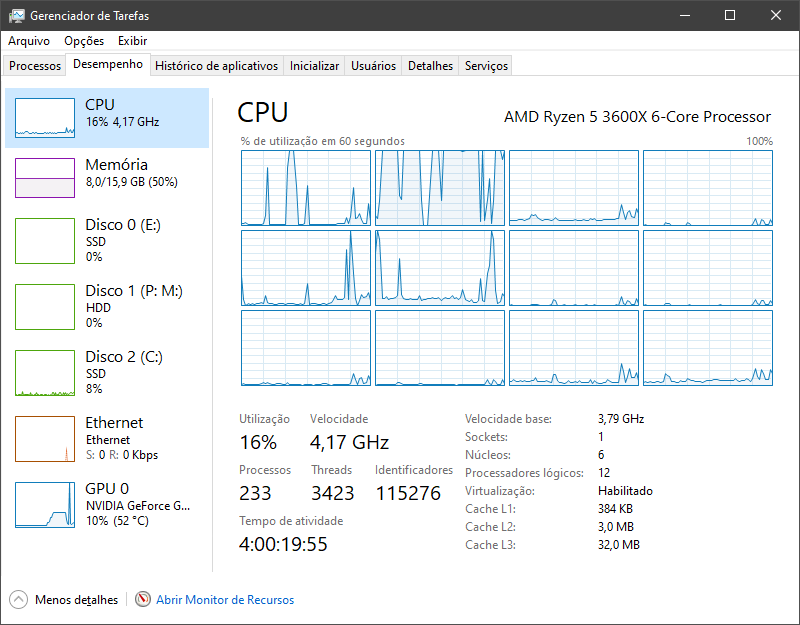 Gerenciador de Tarefas
Arquivo Opções Exibir
Processos Desempenho Histórico de aplicativos Inicializar Usuários Detalhes Serviços
CPU
16% 4,17 GHz
Memória
8,0/15,9 GB (50%)
Disco 0 (E:)
SSD
0%
Disco 1 (P: M:)
HDD
0%
Disco 2 (C:)
SSD
8%
Ethernet
Ethernet
S: 0 R: 0 Kbps
GPU 0
NVIDIA GeForce G...
10% (52 °C)
CPU
AMD Ryzen 5 3600X 6-Core Processor
% de utilização em 60 segundos 100%
Utilização Velocidade
16% 4,17 GHz
Processos Threads Identificadores
233 3423 115276
Tempo de atividade
4:00:19:55
Velocidade base: 3,79 GHz
Sockets: 1
Núcleos: 6
Processadores lógicos: 12
Virtualização: Habilitado
Cache L1: 384 KB
Cache L2: 3,0 MB
Cache L3: 32,0 MB
Menos detalhes Abrir Monitor de Recursos